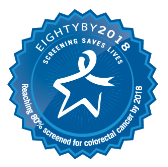 EIGHTYBY2018
SCREENING SAVES LIVES
Reaching 80% screened for colorectal cancer by 2018